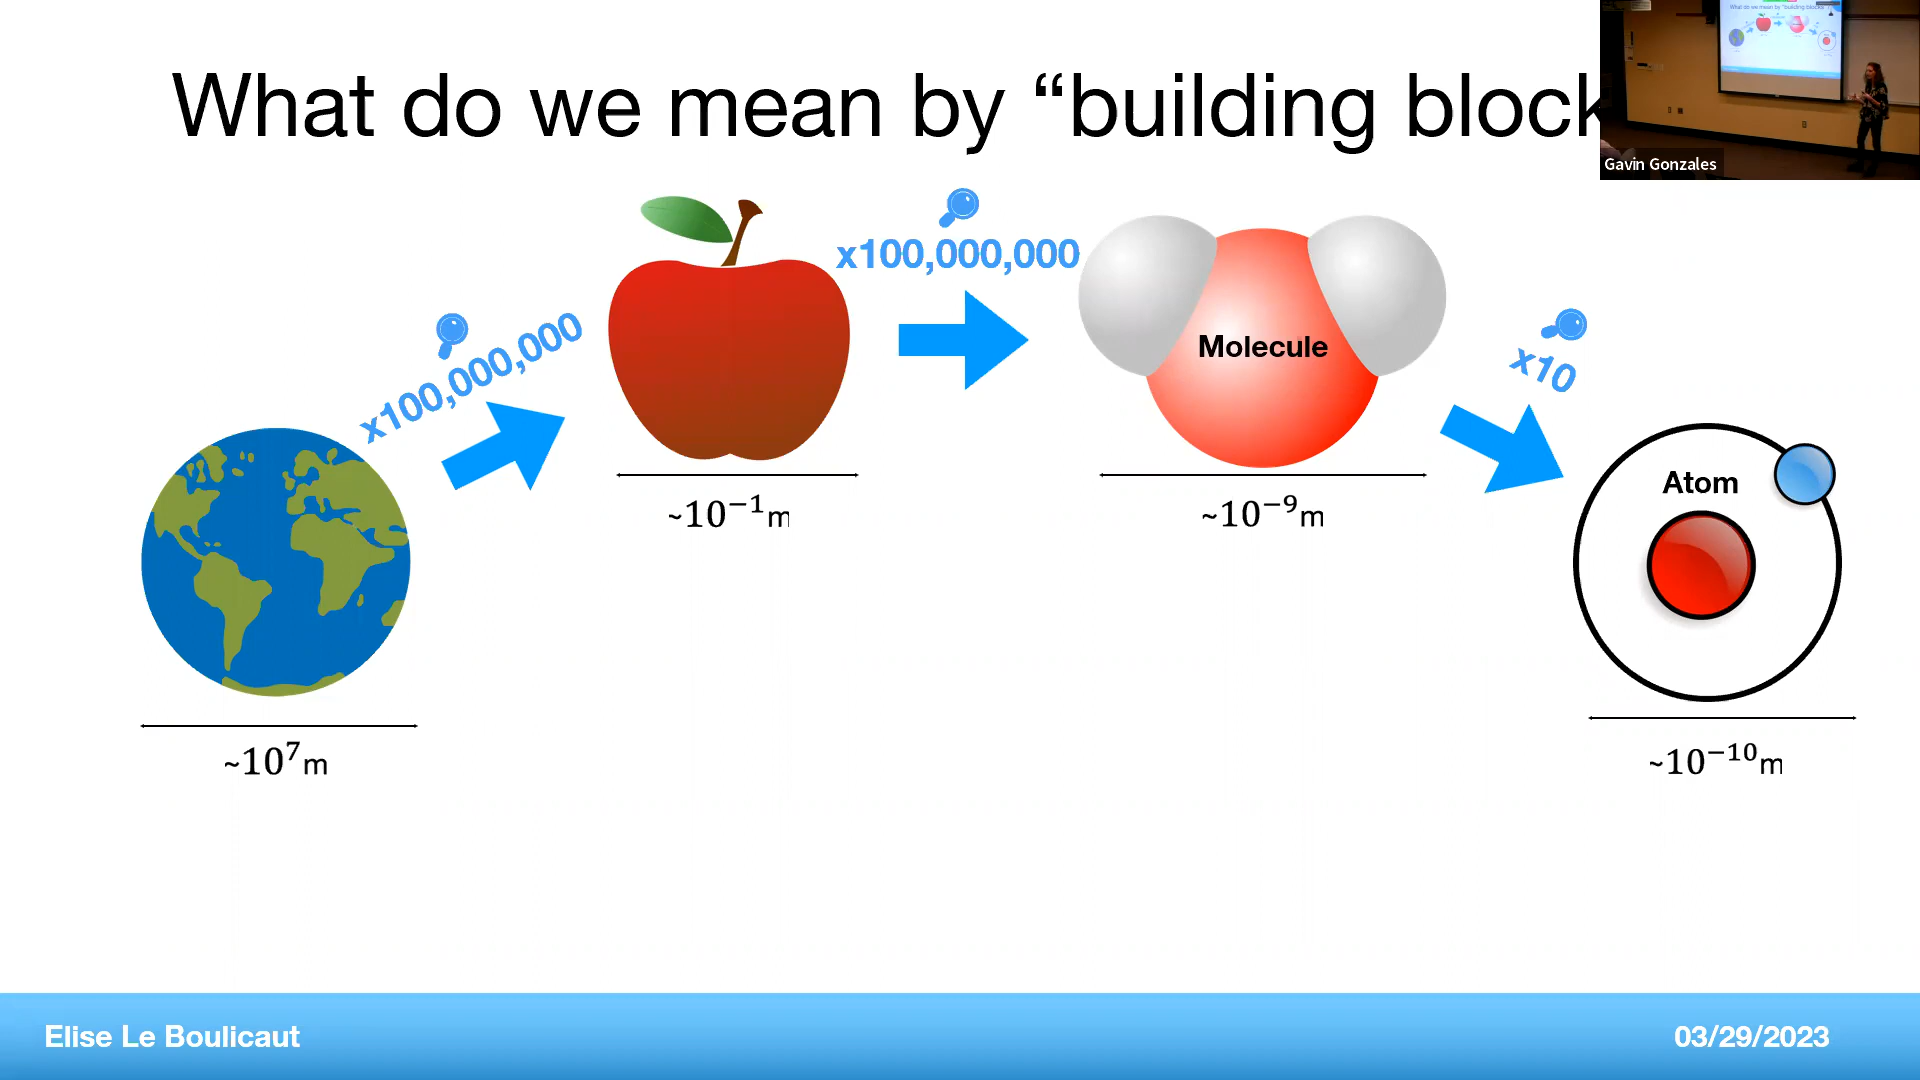 What do we mean by “building block
Gavin Gonzales
x100,000,000
x100,000,000
x10
Molecule
Atom
~10⁻¹m
~10⁻⁹m
~10⁷m
~10⁻¹⁰m
Elise Le Boulicaut
03/29/2023